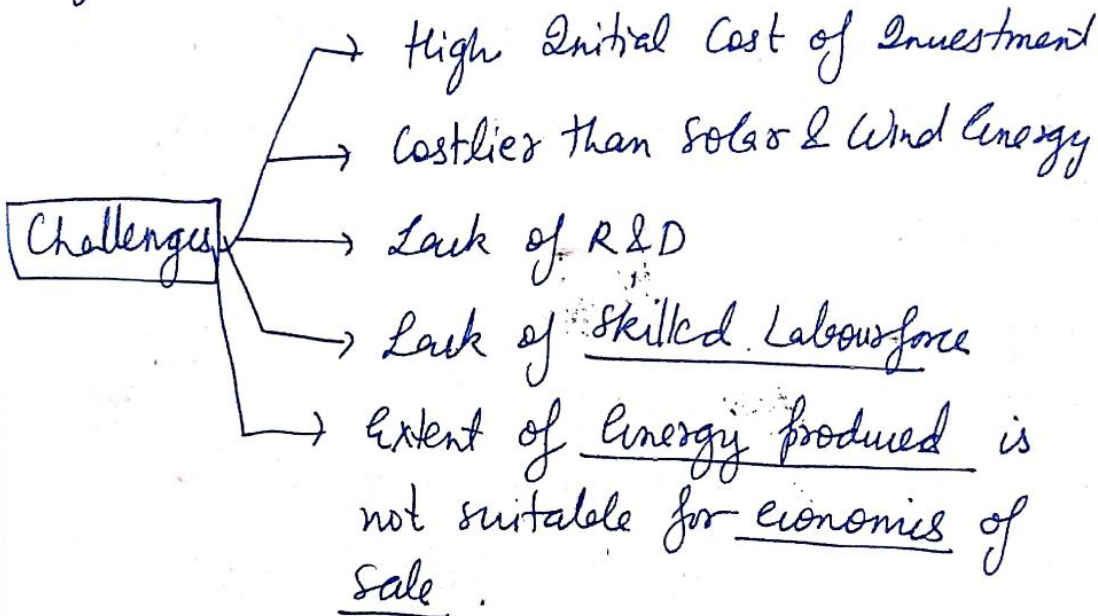 High Initial Cost of Investment
Costlier than Solar & Wind Energy
Challenges
Lack of R&D
Lack of Skilled Labourforce
Extent of Energy produced is
not suitable for economics of
sale.